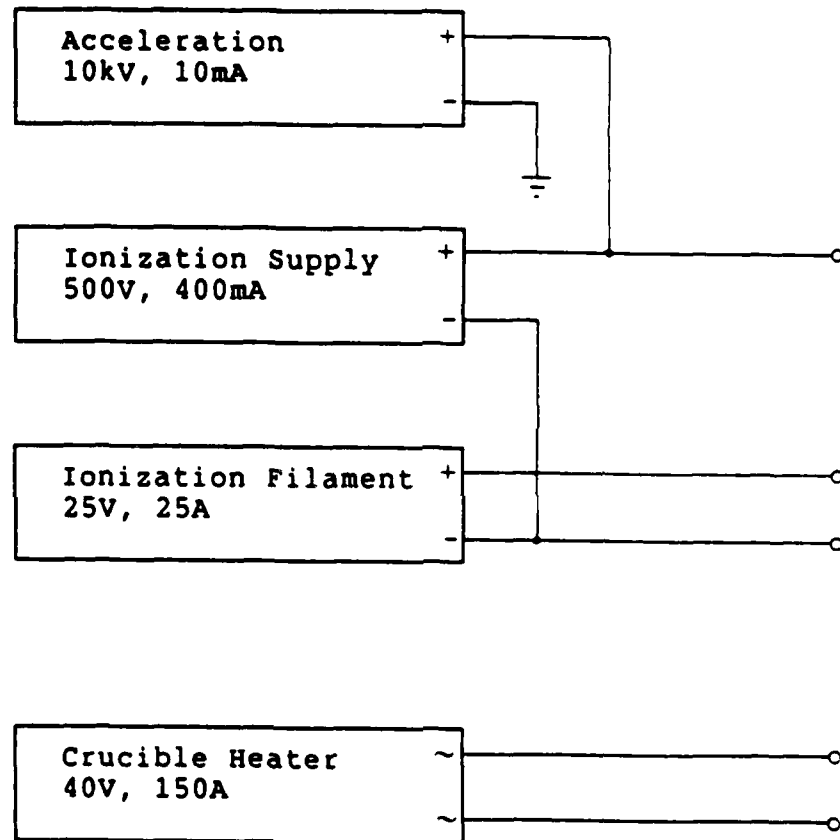 Acceleration +
10kV, 10mA
-
Ionization Supply +
500V, 400mA
-
Ionization Filament +
25V, 25A
-
Crucible Heater ~
40V, 150A
~